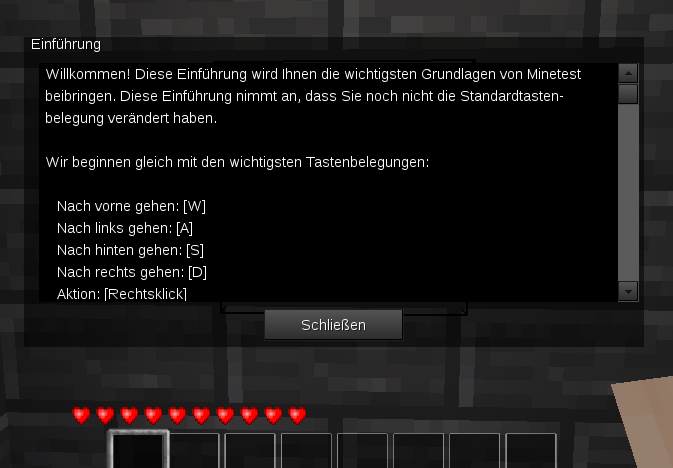 Einführung
Willkommen! Diese Einführung wird Ihnen die wichtigsten Grundlagen von Minetest
beibringen. Diese Einführung nimmt an, dass Sie noch nicht die Standardtasten-
belegung verändert haben.
Wir beginnen gleich mit den wichtigsten Tastenbelegungen:
Nach vorne gehen: [W]
Nach links gehen: [A]
Nach hinten gehen: [S]
Nach rechts gehen: [D]
Aktion: [Rechtsklick]
Schließen